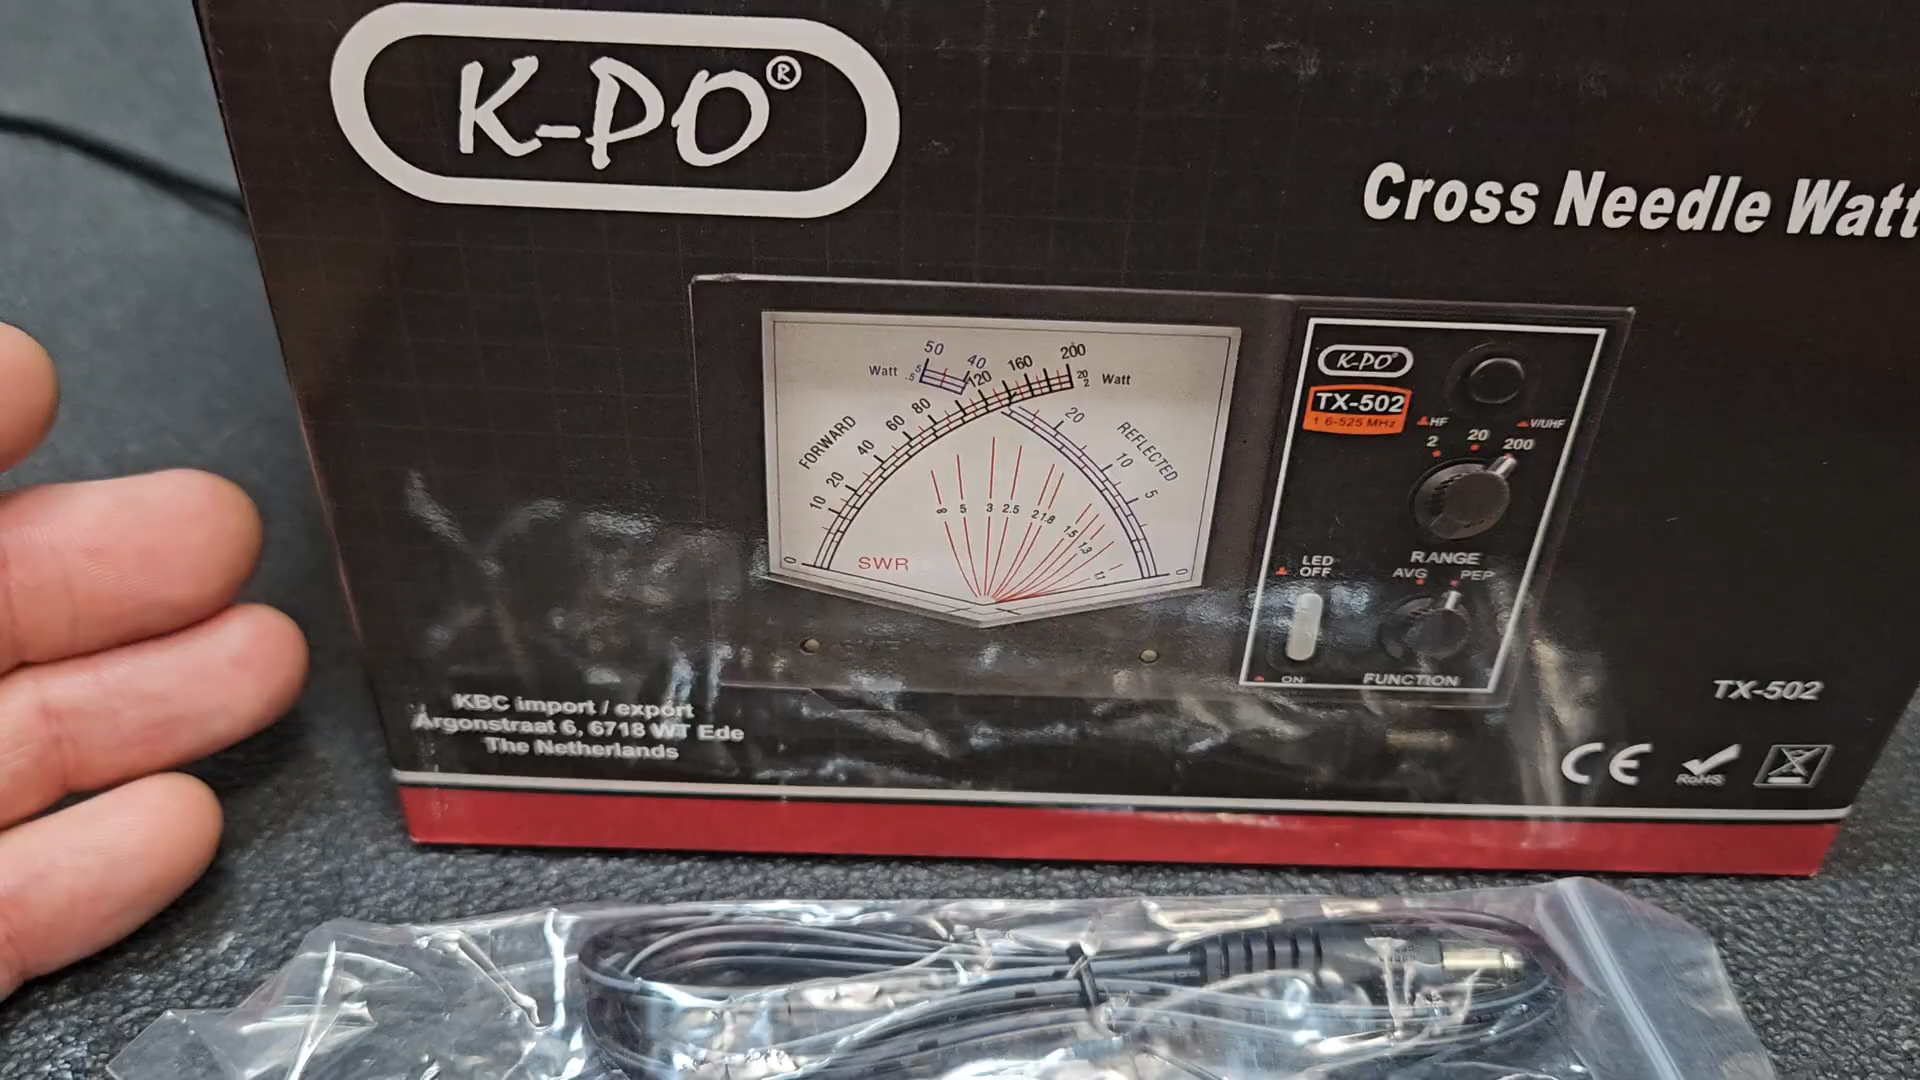 K-PO®
Cross Needle Watt
50
40
Watt
5
.5
120
160
200
20
2
Watt
80
60
40
20
10
0
FORWARD
REFLECTED
20
10
5
0
∞
5
3
2.5
2
1.8
1.5
1.3
1.1
SWR
K-PO®
TX-502
1.6-525 MHz
HF
V/UHF
2
20
200
RANGE
LED
OFF
ON
AVG
PEP
FUNCTION
KBC import / export
Argonstraat 6, 6718 WT Ede
The Netherlands
TX-502
CE
RoHS